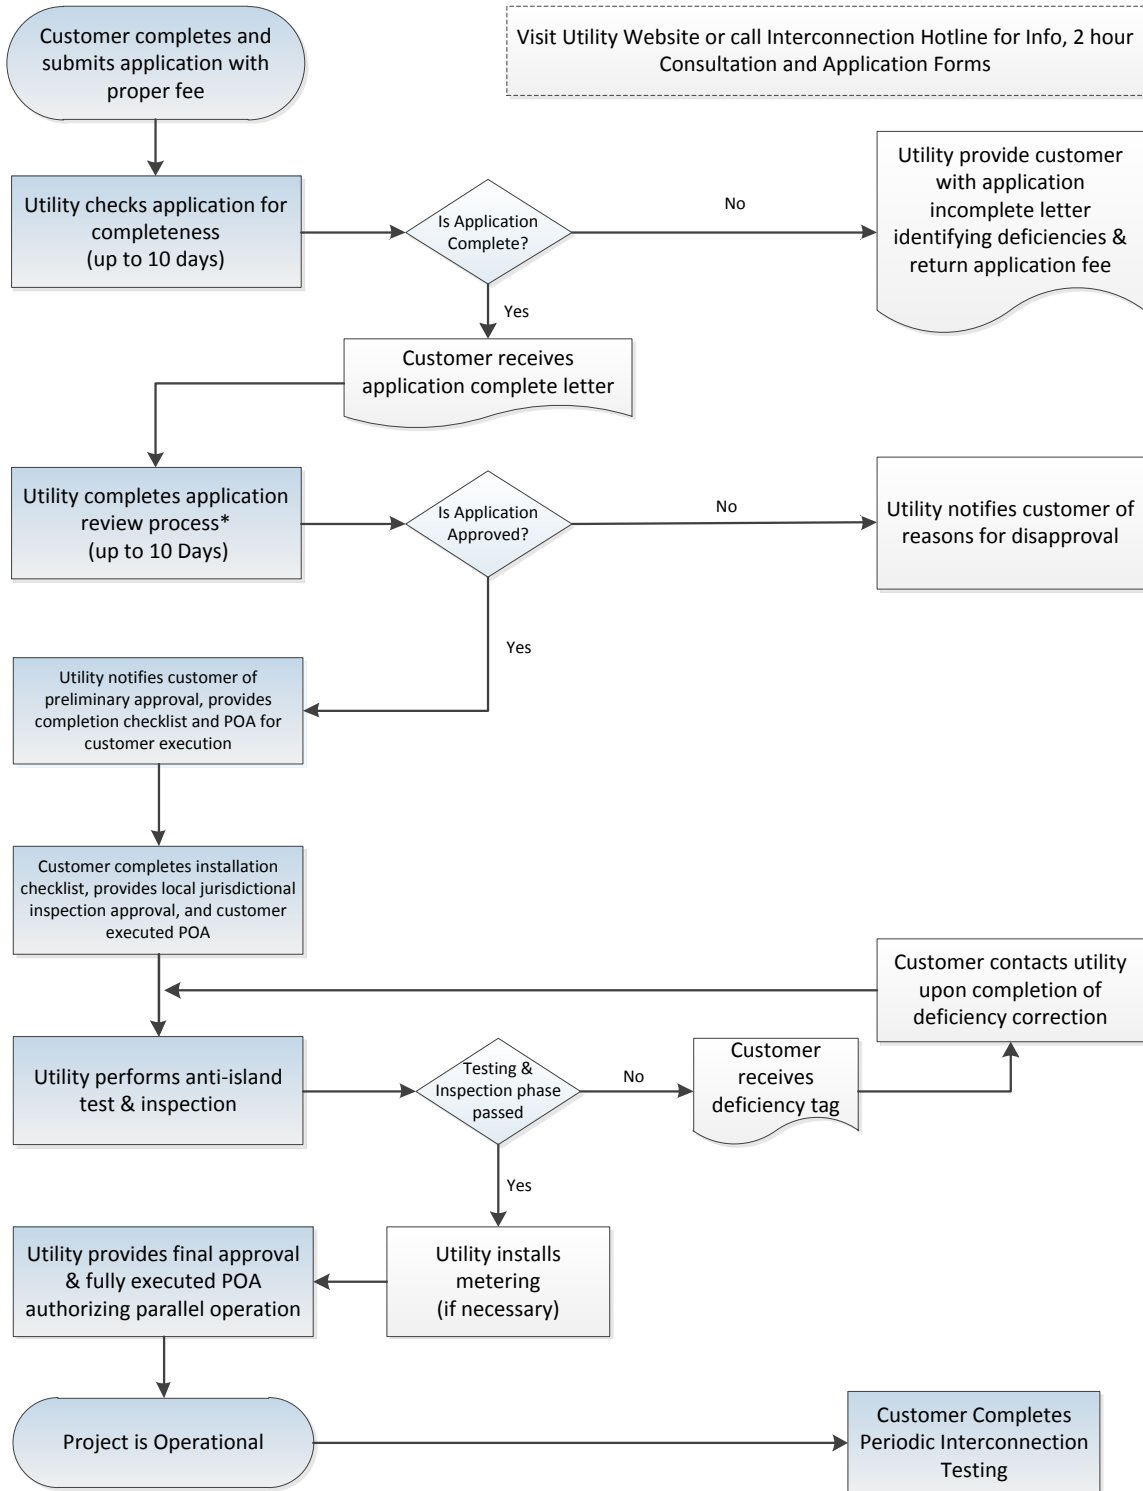 Customer completes and
submits application with
proper fee
Visit Utility Website or call Interconnection Hotline for Info, 2 hour
Consultation and Application Forms
Utility checks application for
completeness
(up to 10 days)
Is Application
Complete?
No
Utility provide customer
with application
incomplete letter
identifying deficiencies &
return application fee
Yes
Customer receives
application complete letter
Utility completes application
review process*
(up to 10 Days)
Is Application
Approved?
No
Utility notifies customer of
reasons for disapproval
Yes
Utility notifies customer of
preliminary approval, provides
completion checklist and POA for
customer execution
Customer completes installation
checklist, provides local jurisdictional
inspection approval, and customer
executed POA
Customer contacts utility
upon completion of
deficiency correction
Utility performs anti-island
test & inspection
Testing &
Inspection phase
passed
No
Customer
receives
deficiency tag
Yes
Utility provides final approval
& fully executed POA
authorizing parallel operation
Utility installs
metering
(if necessary)
Project is Operational
Customer Completes
Periodic Interconnection
Testing